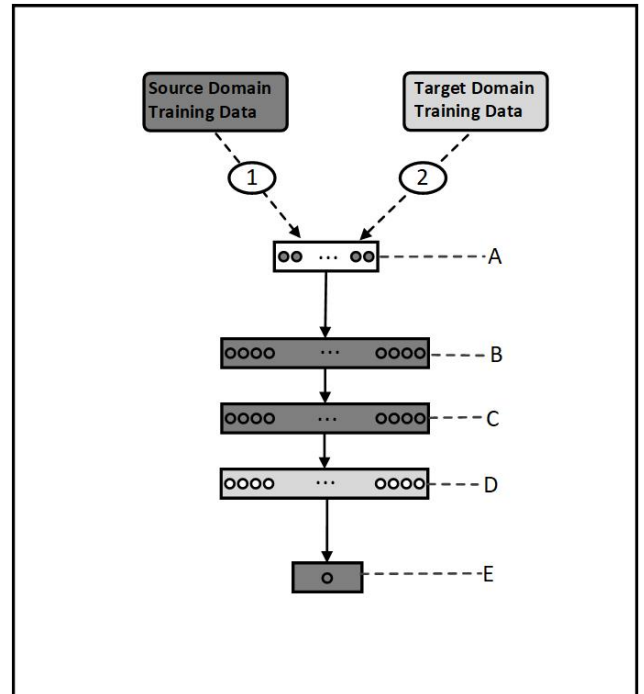 Source Domain
Training Data
Target Domain
Training Data
1
2
... A
... B
... C
... D
E